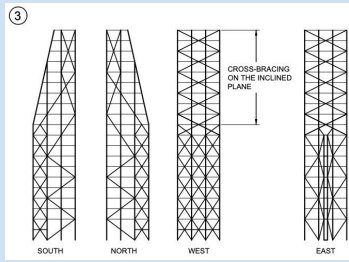 3
CROSS-BRACING
ON THE INCLINED
PLANE
SOUTH
NORTH
WEST
EAST